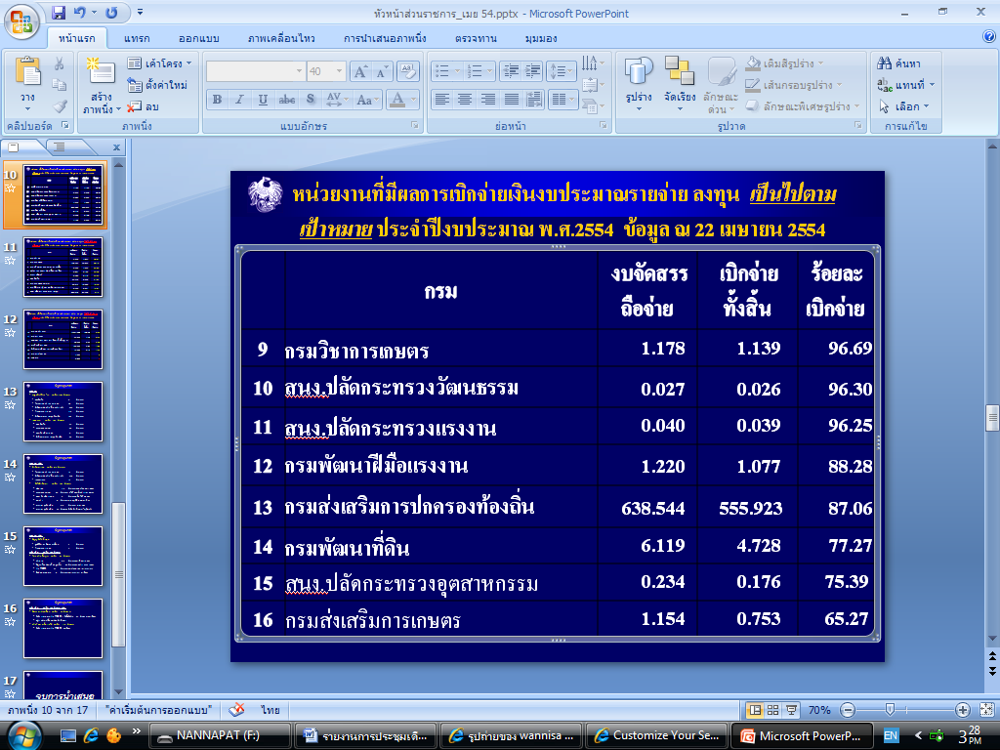 หัวหน้าส่วนราชการ_เมย 54.pptx - Microsoft PowerPoint
หน้าแรก แทรก ออกแบบ ภาพเคลื่อนไหว การนำเสนอภาพนิ่ง ตรวจทาน มุมมอง
วาง
คลิปบอร์ด
สร้าง
ภาพนิ่ง
เค้าโครง
ตั้งค่าใหม่
ลบ
ภาพนิ่ง
40
B I U abc S AV Aa A
แบบอักษร
ย่อหน้า
รูปร่าง
จัดเรียง
ลักษณะ
ด่วน
เติมสีรูปร่าง
เส้นกรอบรูปร่าง
ลักษณะพิเศษรูปร่าง
รูปวาด
ค้นหา
แทนที่
เลือก
การแก้ไข
10
11
12
13
14
15
16
17
จบการนำเสนอ
หน่วยงานที่มีผลการเบิกจ่ายเงินงบประมาณรายจ่าย ลงทุน เป็นไปตาม
เป้าหมาย ประจำปีงบประมาณ พ.ศ.2554 ข้อมูล ณ 22 เมษายน 2554
กรม งบจัดสรรถือจ่าย เบิกจ่ายทั้งสิ้น ร้อยละเบิกจ่าย
9 กรมวิชาการเกษตร 1.178 1.139 96.69
10 สนง.ปลัดกระทรวงวัฒนธรรม 0.027 0.026 96.30
11 สนง.ปลัดกระทรวงแรงงาน 0.040 0.039 96.25
12 กรมพัฒนาฝีมือแรงงาน 1.220 1.077 88.28
13 กรมส่งเสริมการปกครองท้องถิ่น 638.544 555.923 87.06
14 กรมพัฒนาที่ดิน 6.119 4.728 77.27
15 สนง.ปลัดกระทรวงอุตสาหกรรม 0.234 0.176 75.39
16 กรมส่งเสริมการเกษตร 1.154 0.753 65.27
ภาพนิ่ง 10 จาก 17 "ค่าเริ่มต้นการออกแบบ" ไทย 70%
NANNAPAT (F:) รายงานการประชุมเดื... รูปถ่ายของ wannisa ... Customize Your Se... Microsoft PowerP... EN 3 28 PM